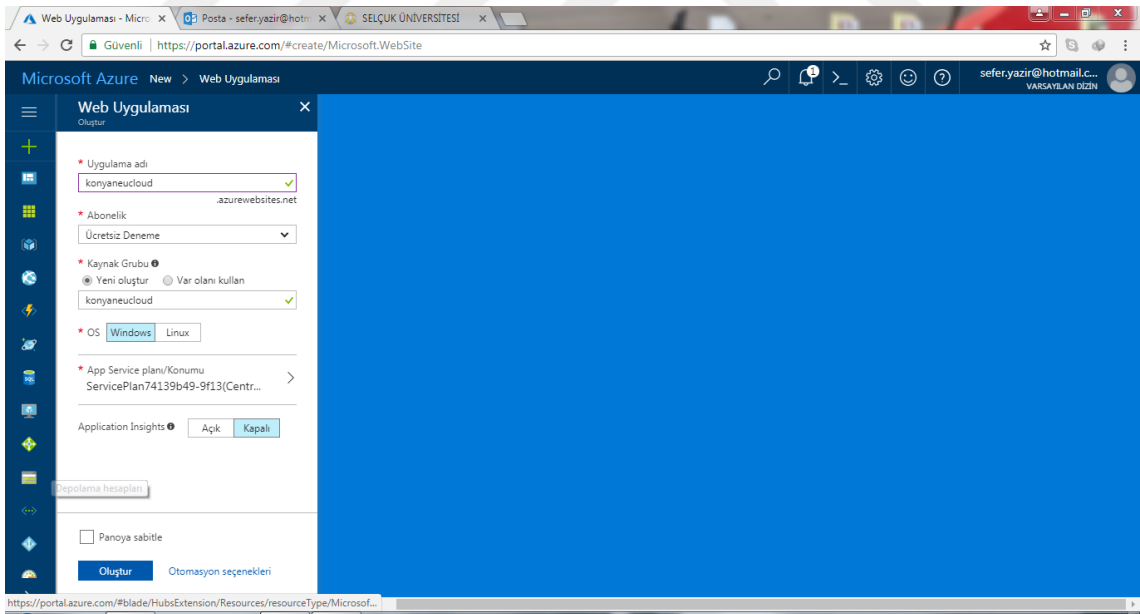 Web Uygulaması - Micro
Posta - sefer.yazir@hotm
SELÇUK ÜNİVERSİTESİ
Güvenli
https://portal.azure.com/#create/Microsoft.WebSite
Microsoft Azure New > Web Uygulaması
1
sefer.yazir@hotmail.c...
VARSAYILAN DİZİN
Web Uygulaması
Oluştur
* Uygulama adı
konyaneucloud
.azurewebsites.net
* Abonelik
Ücretsiz Deneme
* Kaynak Grubu
Yeni oluştur Var olanı kullan
konyaneucloud
* OS Windows Linux
* App Service planı/Konumu
ServicePlan74139b49-9f13(Centr...
Application Insights Açık Kapalı
SQL
Depolama hesapları
Panoya sabitle
Oluştur Otomasyon seçenekleri
https://portal.azure.com/#blade/HubsExtension/Resources/resourceType/Microsof...